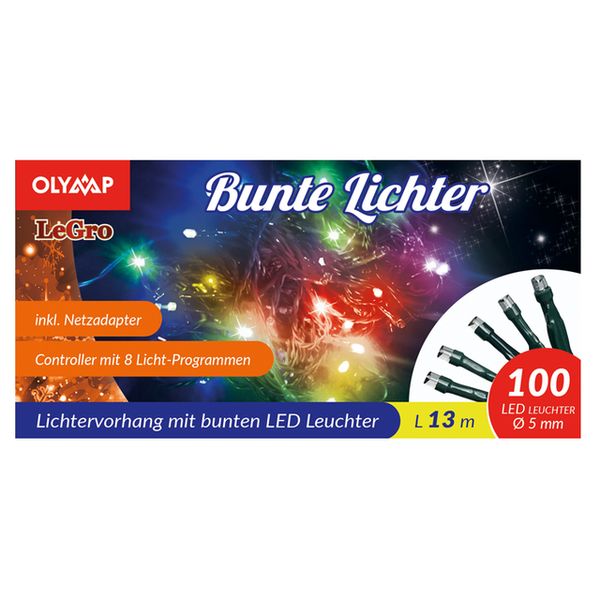 OLYMP
Bunte Lichter
LeGro
inkl. Netzadapter
Controller mit 8 Licht-Programmen
Lichtervorhang mit bunten LED Leuchter
L 13 m
100
LED LEUCHTER
Ø 5 mm